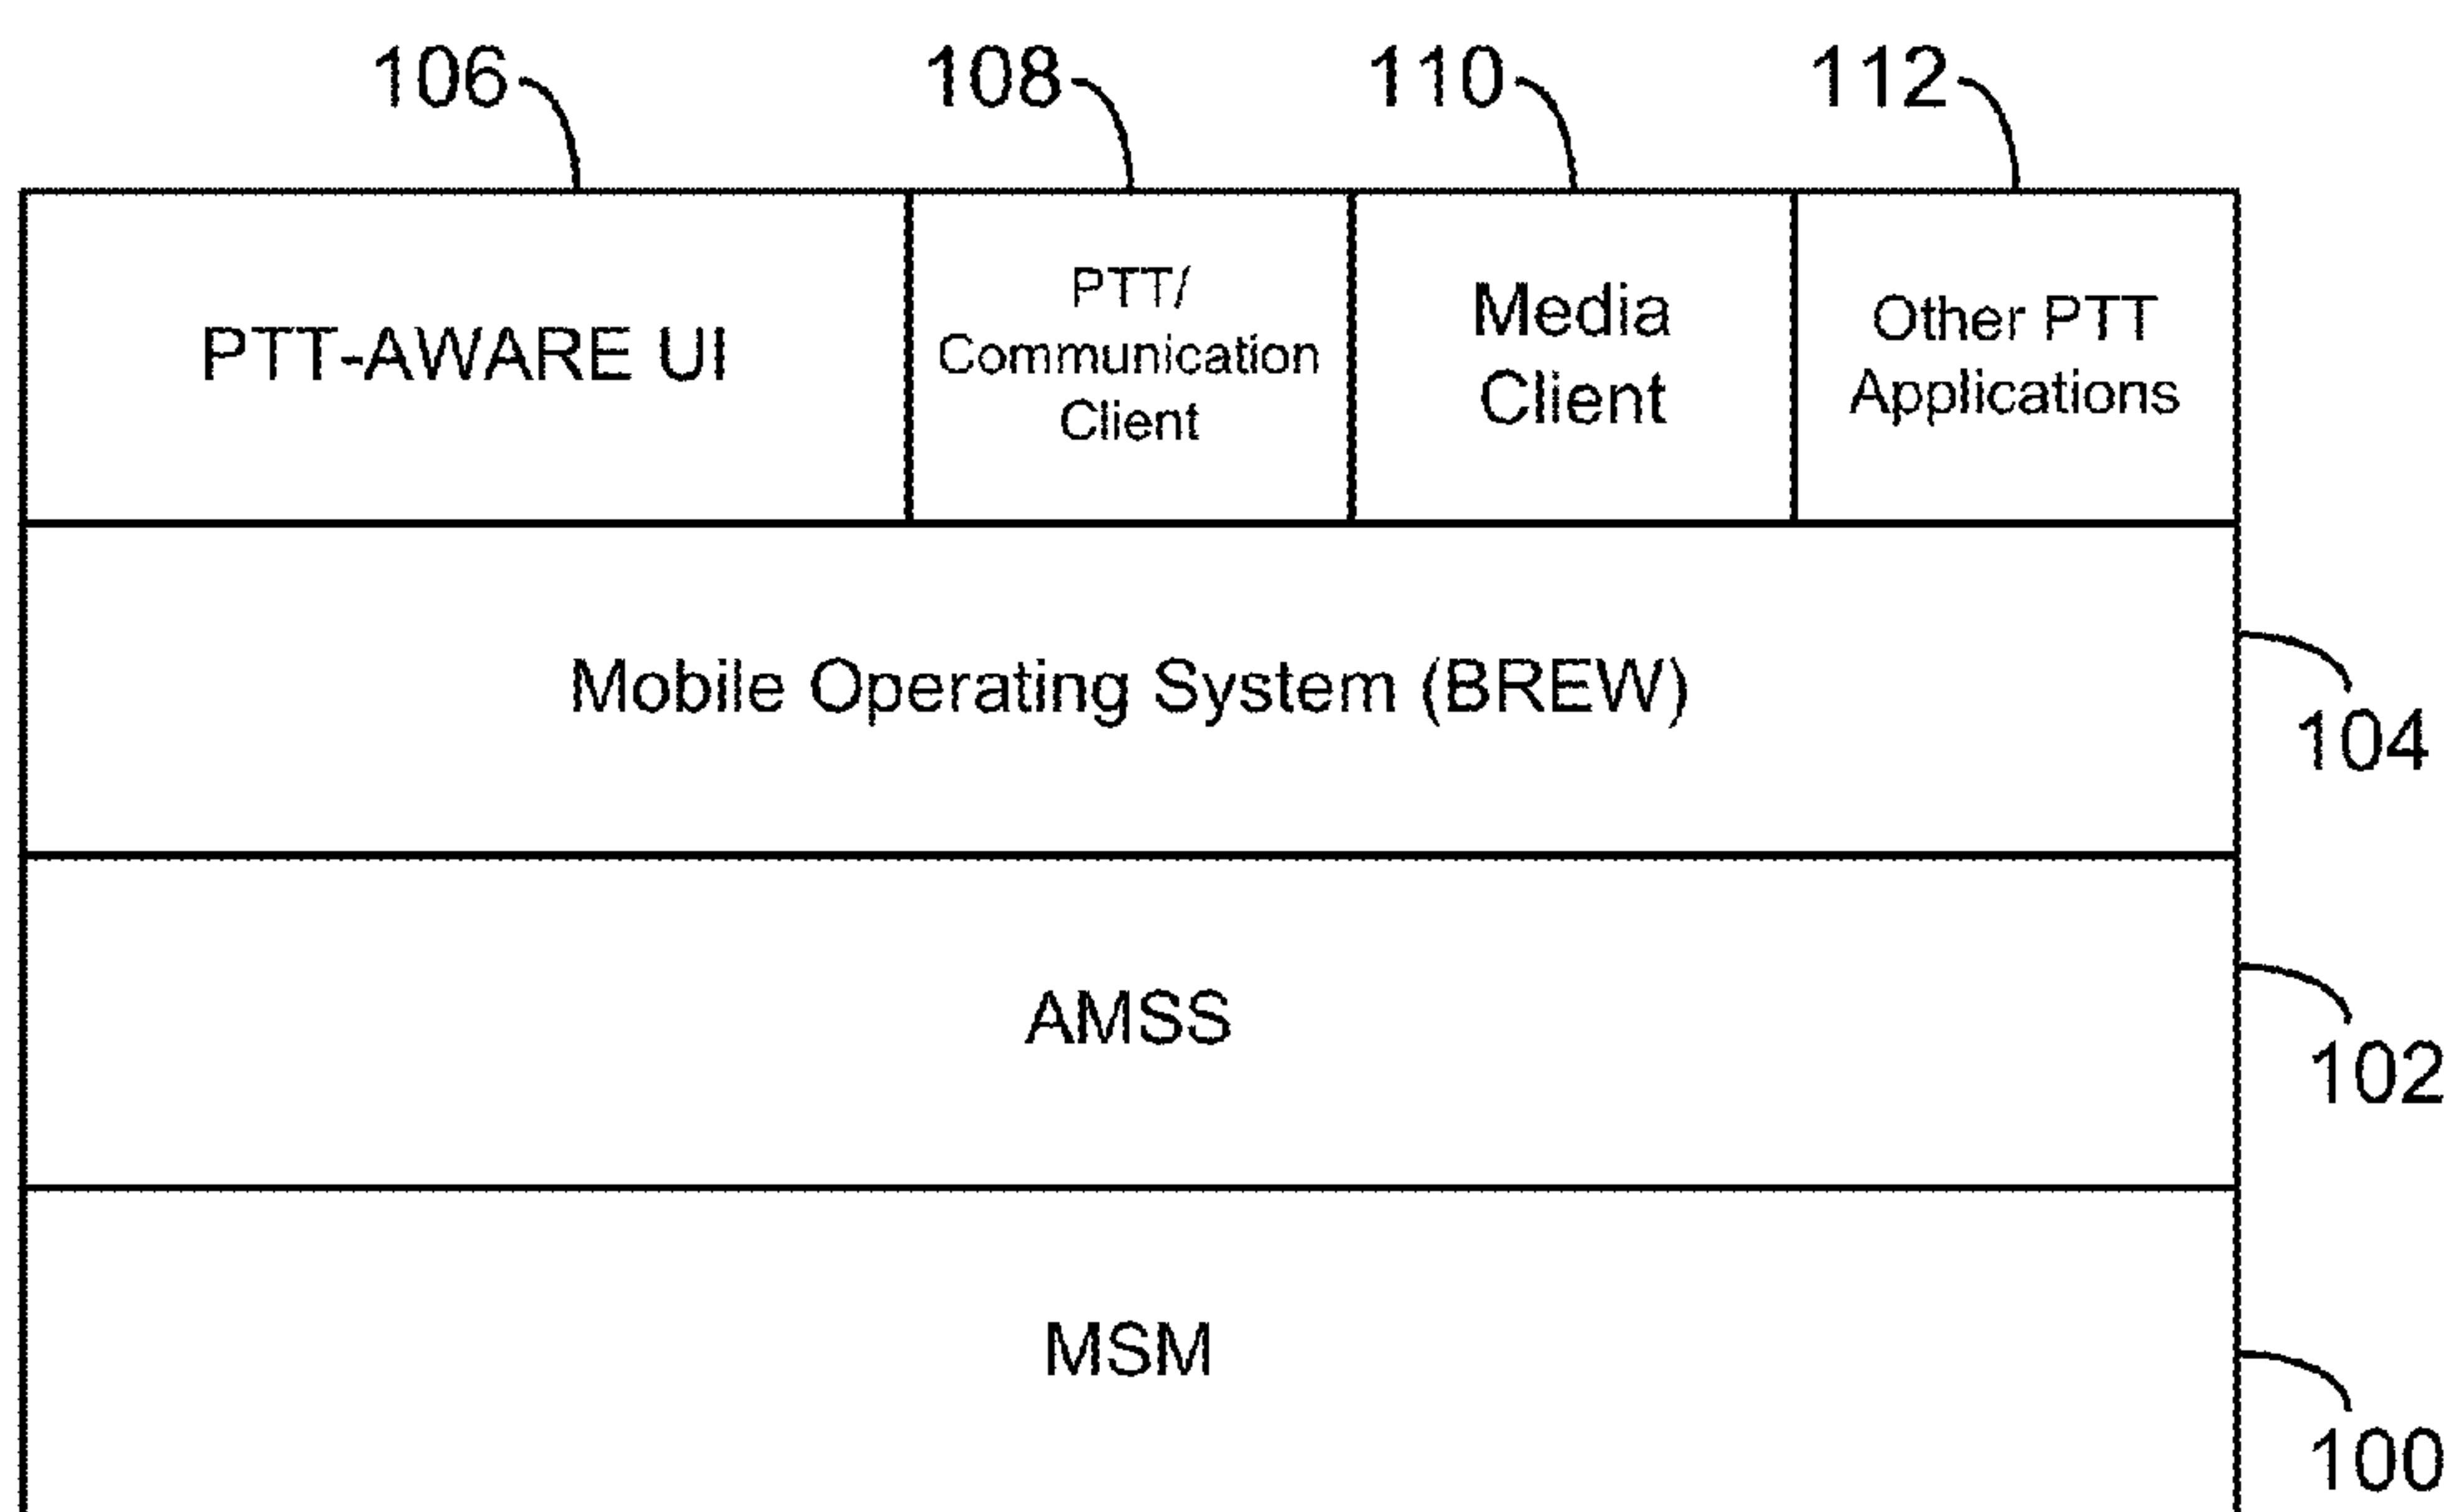 106
108
110
112
PTT-AWARE UI
PTT/
Communication
Client
Media
Client
Other PTT
Applications
Mobile Operating System (BREW)
104
AMSS
102
MSM
100